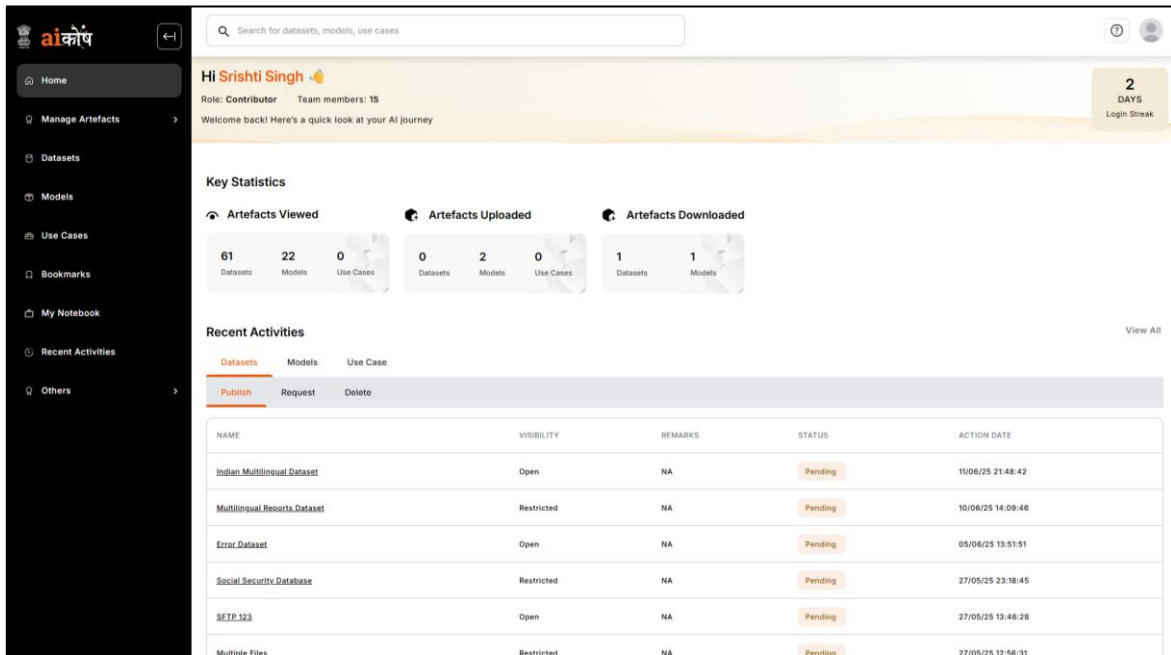 aiकोष
Search for datasets, models, use cases
Home
Manage Artefacts
Datasets
Models
Use Cases
Bookmarks
My Notebook
Recent Activities
Others
Hi Srishti Singh
Role: Contributor Team members: 15
Welcome back! Here's a quick look at your AI journey
2
DAYS
Login Streak
Key Statistics
Artefacts Viewed
61 22 0
Datasets Models Use Cases
Artefacts Uploaded
0 2 0
Datasets Models Use Cases
Artefacts Downloaded
1 1
Datasets Models
Recent Activities
View All
Datasets Models Use Case
Publish Request Delete
NAME VISIBILITY REMARKS STATUS ACTION DATE
Indian Multilingual Dataset Open NA Pending 11/06/25 21:48:42
Multilingual Reports Dataset Restricted NA Pending 10/06/25 14:09:46
Error Dataset Open NA Pending 05/06/25 13:51:51
Social Security Database Restricted NA Pending 27/05/25 23:18:45
SFTP 123 Open NA Pending 27/05/25 13:46:28
Multiple Files Restricted NA Pending 27/05/25 12:56:31